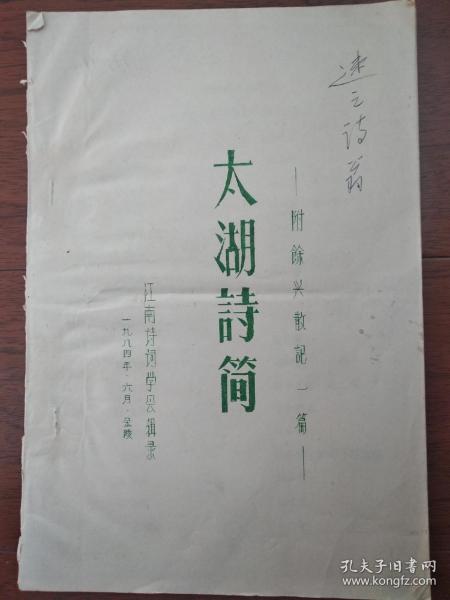 述之诗翁
—附餘兴散記一篇—
太湖詩简
江南诗词学会辑录
一九八四年·六月·金陵
孔夫子旧书网
www.kongfz.com